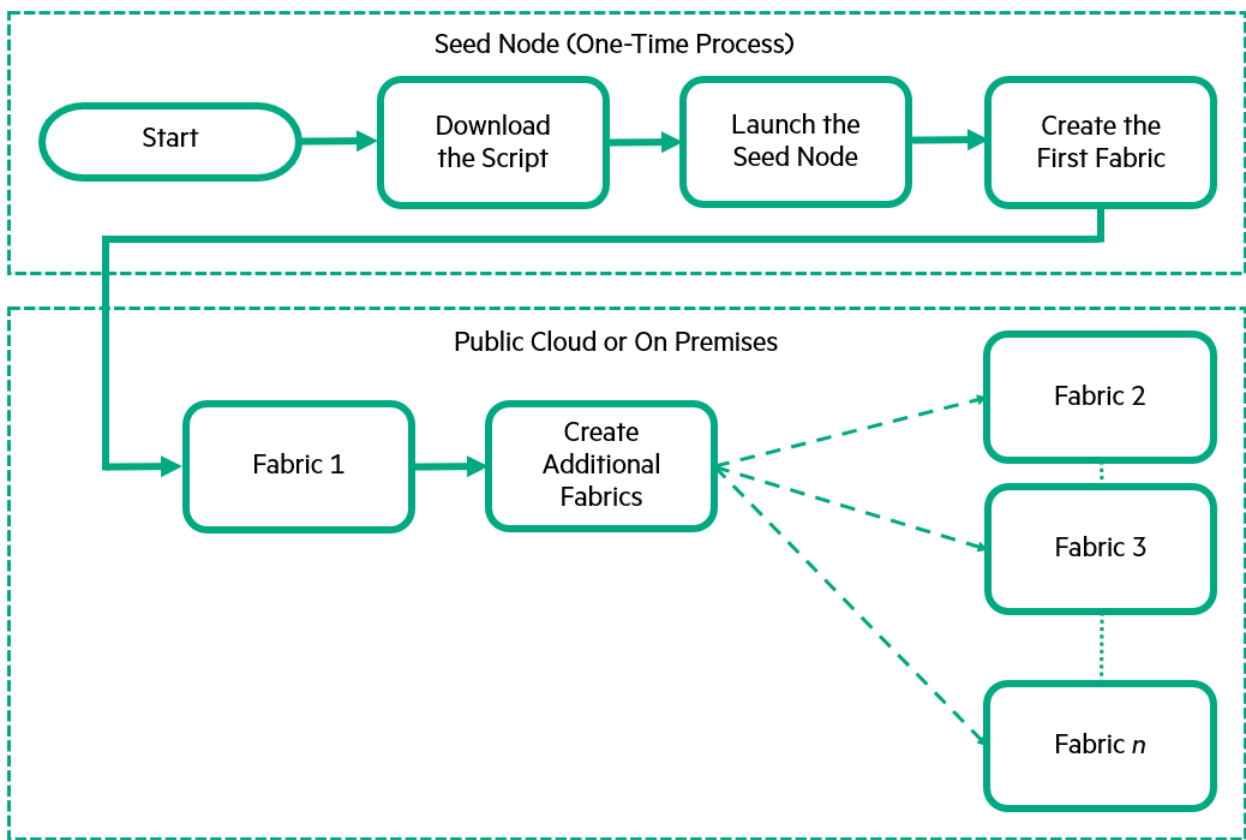 Seed Node (One-Time Process)
Start
Download
the Script
Launch the
Seed Node
Create the
First Fabric
Public Cloud or On Premises
Fabric 1
Create
Additional
Fabrics
Fabric 2
Fabric 3
Fabric n